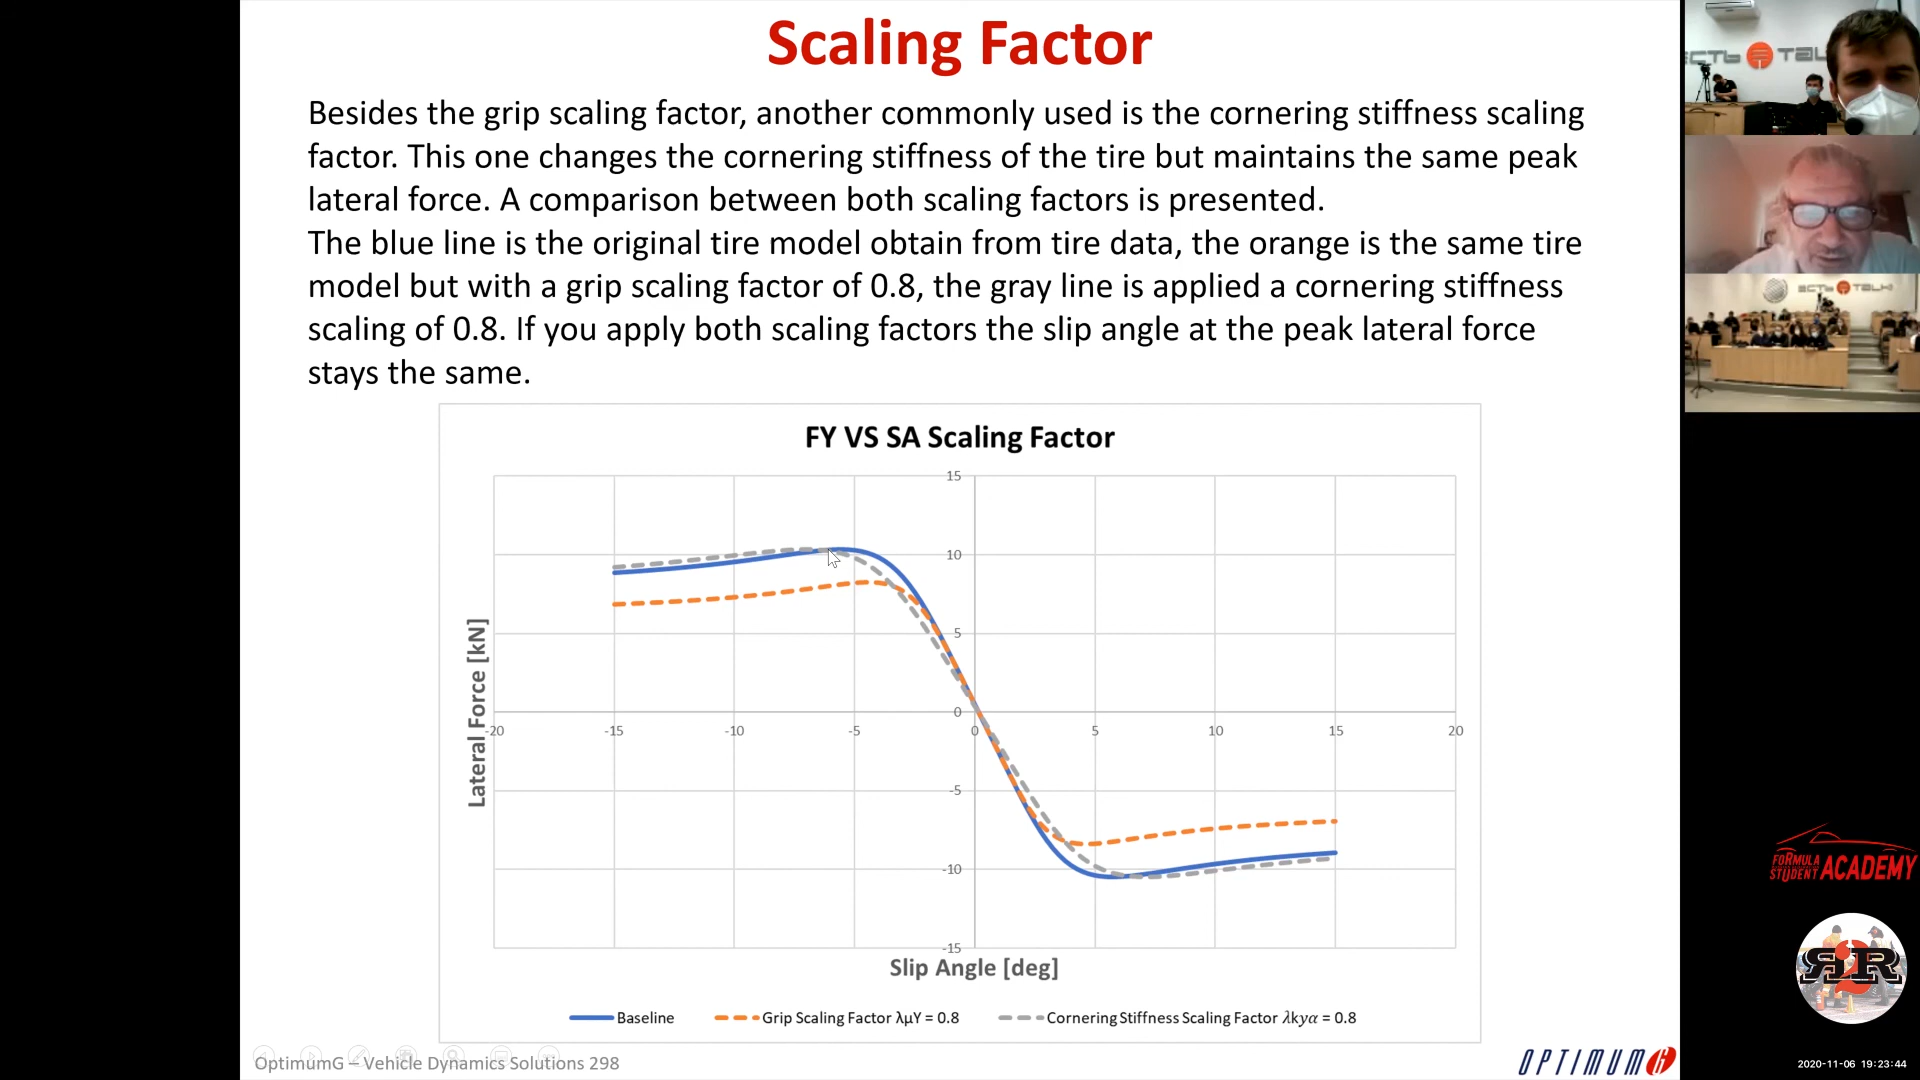 Scaling Factor
Besides the grip scaling factor, another commonly used is the cornering stiffness scaling
factor. This one changes the cornering stiffness of the tire but maintains the same peak
lateral force. A comparison between both scaling factors is presented.
The blue line is the original tire model obtain from tire data, the orange is the same tire
model but with a grip scaling factor of 0.8, the gray line is applied a cornering stiffness
scaling of 0.8. If you apply both scaling factors the slip angle at the peak lateral force
stays the same.
FY VS SA Scaling Factor
15
10
5
0
-20 -15 -10 -5 0 5 10 15 20
-5
-10
-15
Lateral Force [kN]
Slip Angle [deg]
Baseline
Grip Scaling Factor λμY = 0.8
Cornering Stiffness Scaling Factor λkyα = 0.8
OptimumG – Vehicle Dynamics Solutions 298
OPTIMUMG
FORMULA
STUDENT ACADEMY
2020-11-06 19:23:44